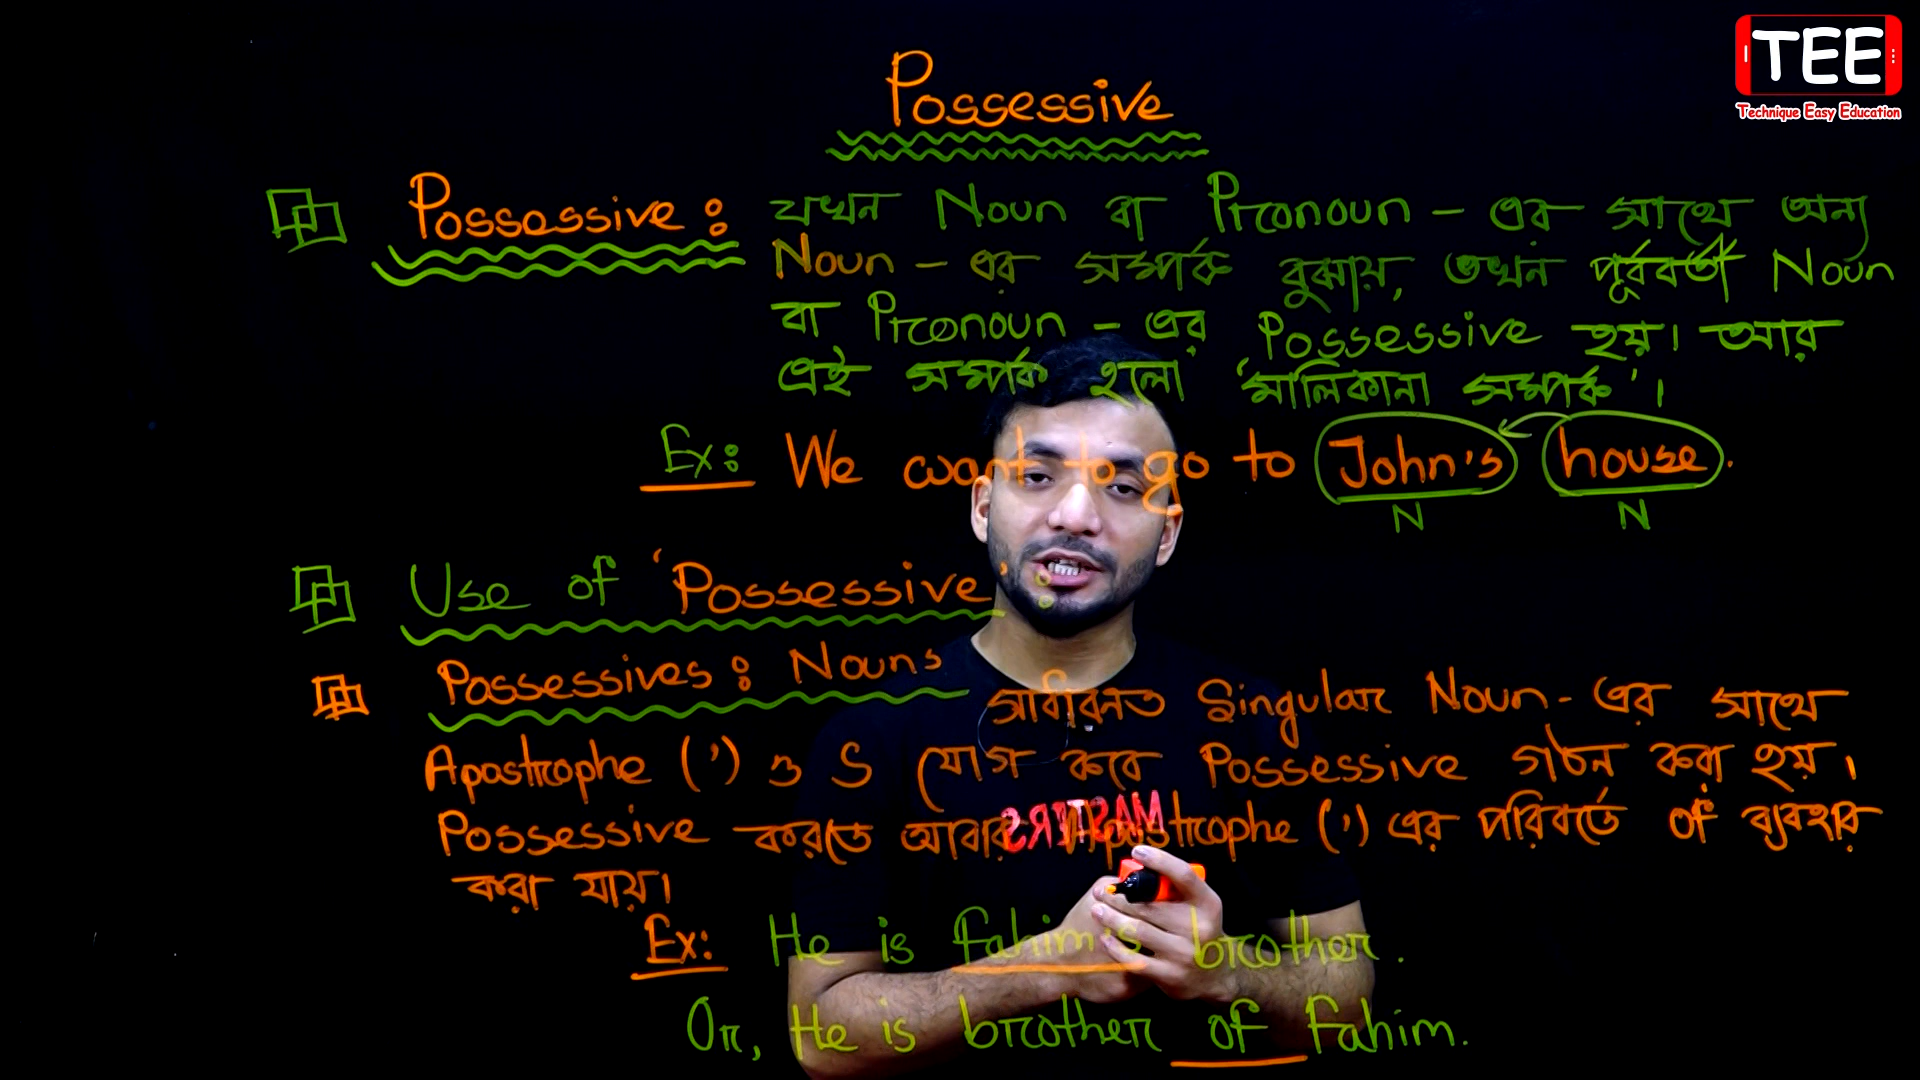 TEE
Technique Easy Education
Possessive
Possessive : যখন Noun বা Pronoun - এর সাথে অন্য
Noun - এর সম্পর্ক বুঝায়, তখন পূর্ববর্তী Noun
বা Pronoun - এর Possessive হয়। আর
এই সম্পর্ক হলো 'মালিকানা সম্পর্ক'।
Ex: We want to go to John's house.
N N
Use of 'Possessive' :
Possessives : Nouns
সাধারনত Singular Noun - এর সাথে
Apostrophe (') ও S যোগ করে Possessive গঠন করা হয়।
Possessive করতে আবার Apostrophe (') এর পরিবর্তে of ব্যবহার
করা যায়।
MASTERS
Ex: He is Fahim's brother.
Or, He is brother of Fahim.